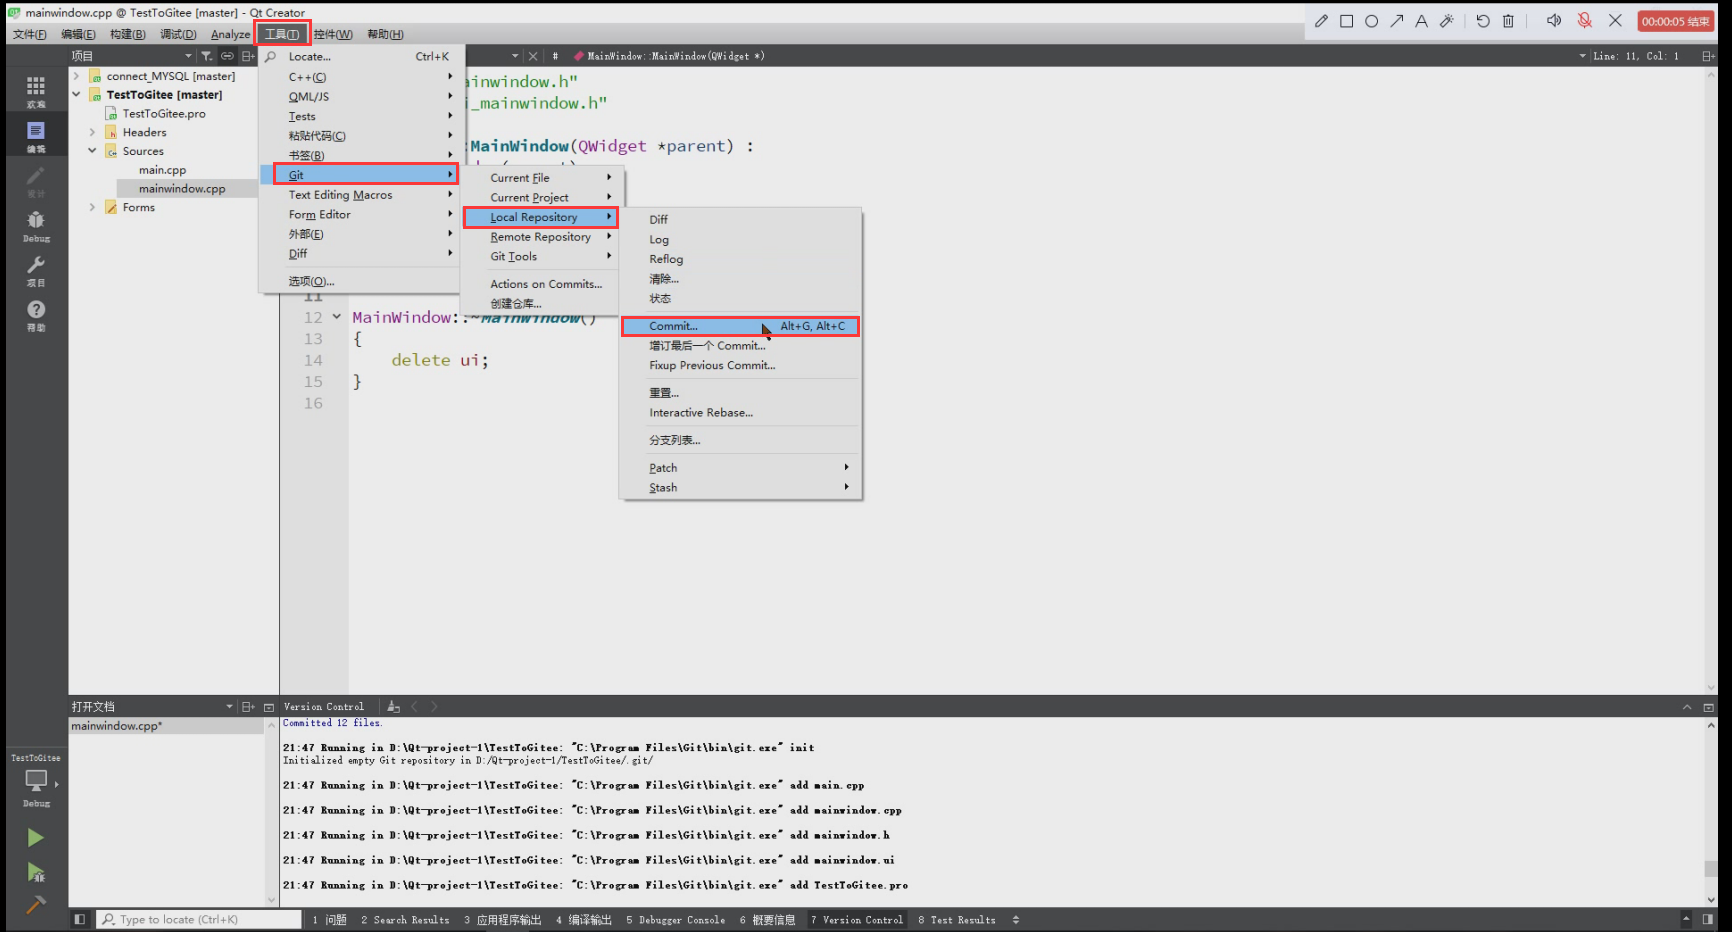 mainwindow.cpp @ TestToGitee [master] - Qt Creator
00:00:05 结束
文件(F) 编辑(E) 构建(B) 调试(D) Analyze 工具(T) 控件(W) 帮助(H)
项目
# MainWindow::MainWindow(QWidget *)
Line: 11, Col: 1
欢迎
编辑
设计
Debug
项目
帮助
connect_MYSQL [master]
TestToGitee [master]
TestToGitee.pro
Headers
Sources
main.cpp
mainwindow.cpp
Forms
Locate... Ctrl+K
C++(C)
QML/JS
Tests
粘贴代码(C)
书签(B)
Git
Text Editing Macros
Form Editor
外部(E)
Diff
选项(O)...
Current File
Current Project
Local Repository
Remote Repository
Git Tools
Actions on Commits...
创建仓库...
Diff
Log
Reflog
清除...
状态
Commit... Alt+G, Alt+C
增订最后一个 Commit...
Fixup Previous Commit...
重置...
Interactive Rebase...
分支列表...
Patch
Stash
ainwindow.h"
i_mainwindow.h"
:MainWindow(QWidget *parent) :
11
12 MainWindow::~MainWindow()
13 {
14 delete ui;
15 }
16
打开文档
mainwindow.cpp*
Version Control
Committed 12 files.
21:47 Running in D:\Qt-project-1\TestToGitee: "C:\Program Files\Git\bin\git.exe" init
Initialized empty Git repository in D:/Qt-project-1/TestToGitee/.git/
21:47 Running in D:\Qt-project-1\TestToGitee: "C:\Program Files\Git\bin\git.exe" add main.cpp
21:47 Running in D:\Qt-project-1\TestToGitee: "C:\Program Files\Git\bin\git.exe" add mainwindow.cpp
21:47 Running in D:\Qt-project-1\TestToGitee: "C:\Program Files\Git\bin\git.exe" add mainwindow.h
21:47 Running in D:\Qt-project-1\TestToGitee: "C:\Program Files\Git\bin\git.exe" add mainwindow.ui
21:47 Running in D:\Qt-project-1\TestToGitee: "C:\Program Files\Git\bin\git.exe" add TestToGitee.pro
TestToGitee
Debug
Type to locate (Ctrl+K)
1 问题 2 Search Results 3 应用程序输出 4 编译输出 5 Debugger Console 6 概要信息 7 Version Control 8 Test Results